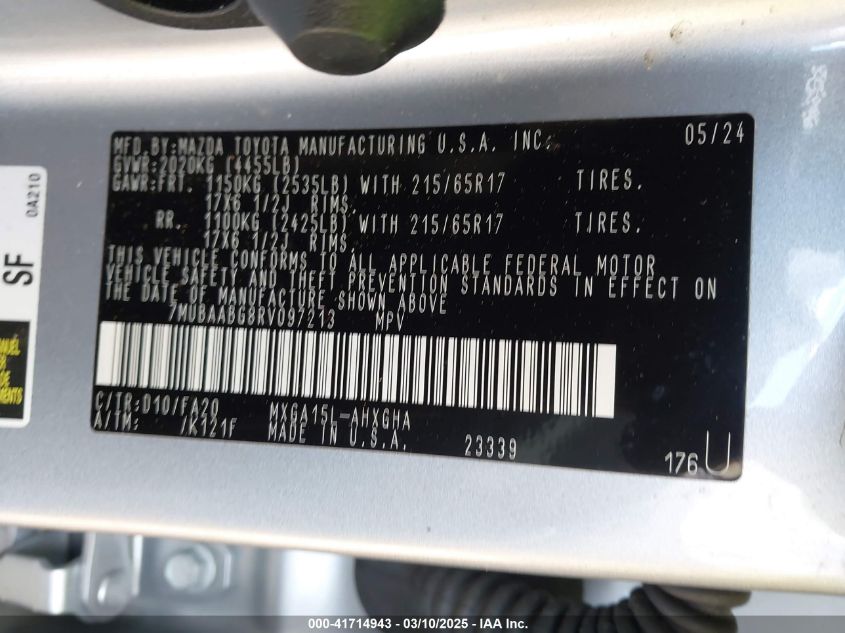 MFD.BY:MAZDA TOYOTA MANUFACTURING U.S.A. INC. 05/24
GVWR:2020KG (4455LB)
GAWR:FRT. 1150KG (2535LB) WITH 215/65R17 TIRES.
17X6 1/2J RIMS.
RR. 1100KG (2425LB) WITH 215/65R17 TIRES.
17X6 1/2J RIMS.
THIS VEHICLE CONFORMS TO ALL APPLICABLE FEDERAL MOTOR
VEHICLE SAFETY AND THEFT PREVENTION STANDARDS IN EFFECT ON
THE DATE OF MANUFACTURE SHOWN ABOVE
7MUBAABG8RV097213 MPV
C/TR:D10/FA20 MXGA15L-AHXGHA
A/TM: /K121F MADE IN U.S.A. 23339
176 U
0A210
SF
000-41714943 - 03/10/2025 - IAA Inc.